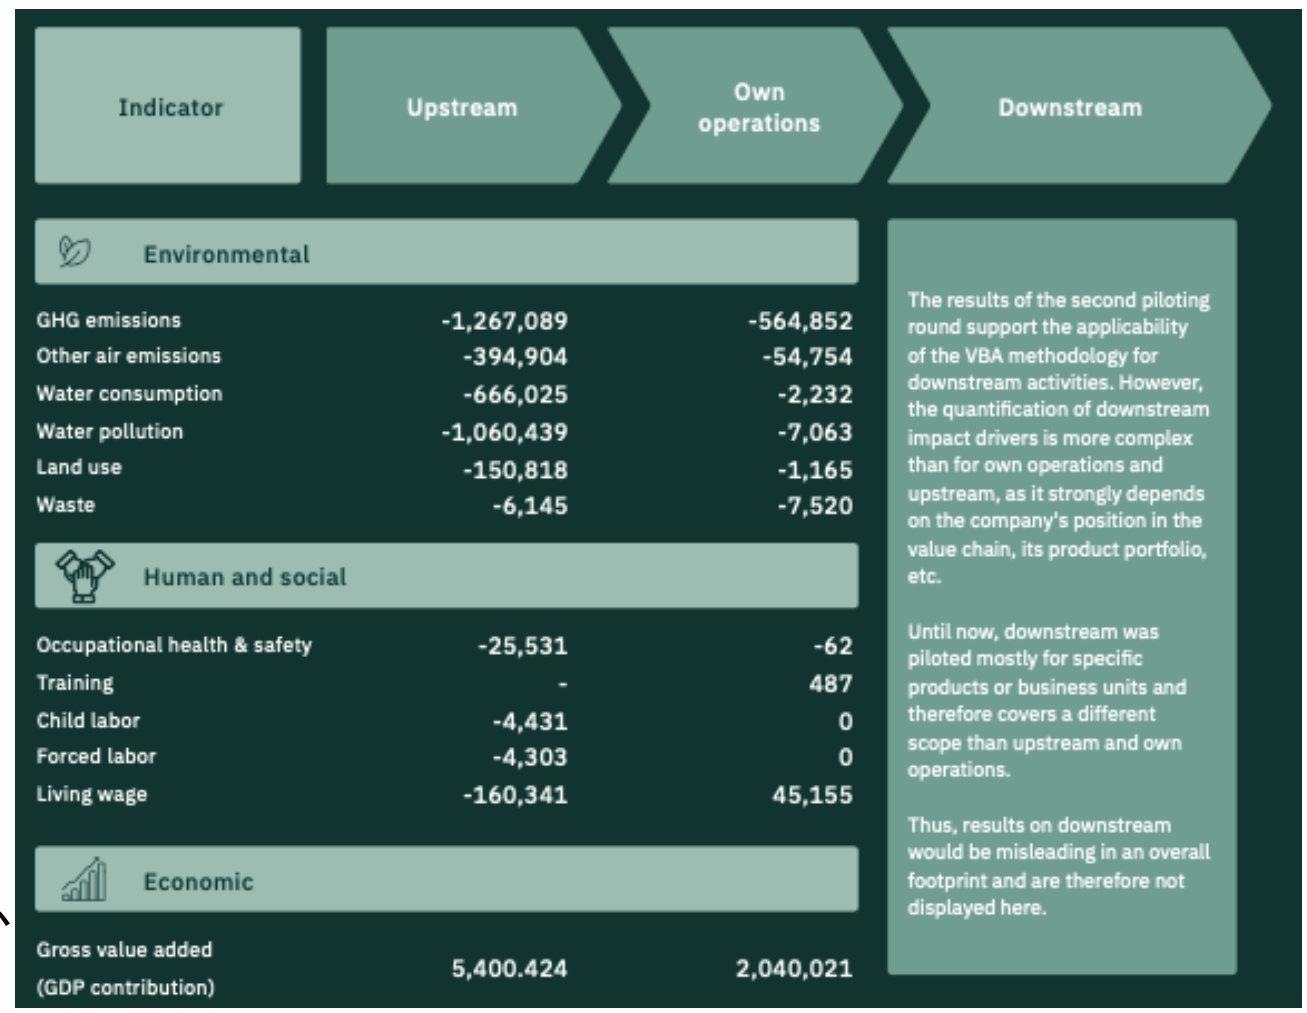 Indicator
Upstream
Own
operations
Downstream
Environmental
GHG emissions -1,267,089 -564,852
Other air emissions -394,904 -54,754
Water consumption -666,025 -2,232
Water pollution -1,060,439 -7,063
Land use -150,818 -1,165
Waste -6,145 -7,520
Human and social
Occupational health & safety -25,531 -62
Training - 487
Child labor -4,431 0
Forced labor -4,303 0
Living wage -160,341 45,155
Economic
Gross value added
(GDP contribution) 5,400.424 2,040,021
The results of the second piloting
round support the applicability
of the VBA methodology for
downstream activities. However,
the quantification of downstream
impact drivers is more complex
than for own operations and
upstream, as it strongly depends
on the company's position in the
value chain, its product portfolio,
etc.
Until now, downstream was
piloted mostly for specific
products or business units and
therefore covers a different
scope than upstream and own
operations.
Thus, results on downstream
would be misleading in an overall
footprint and are therefore not
displayed here.